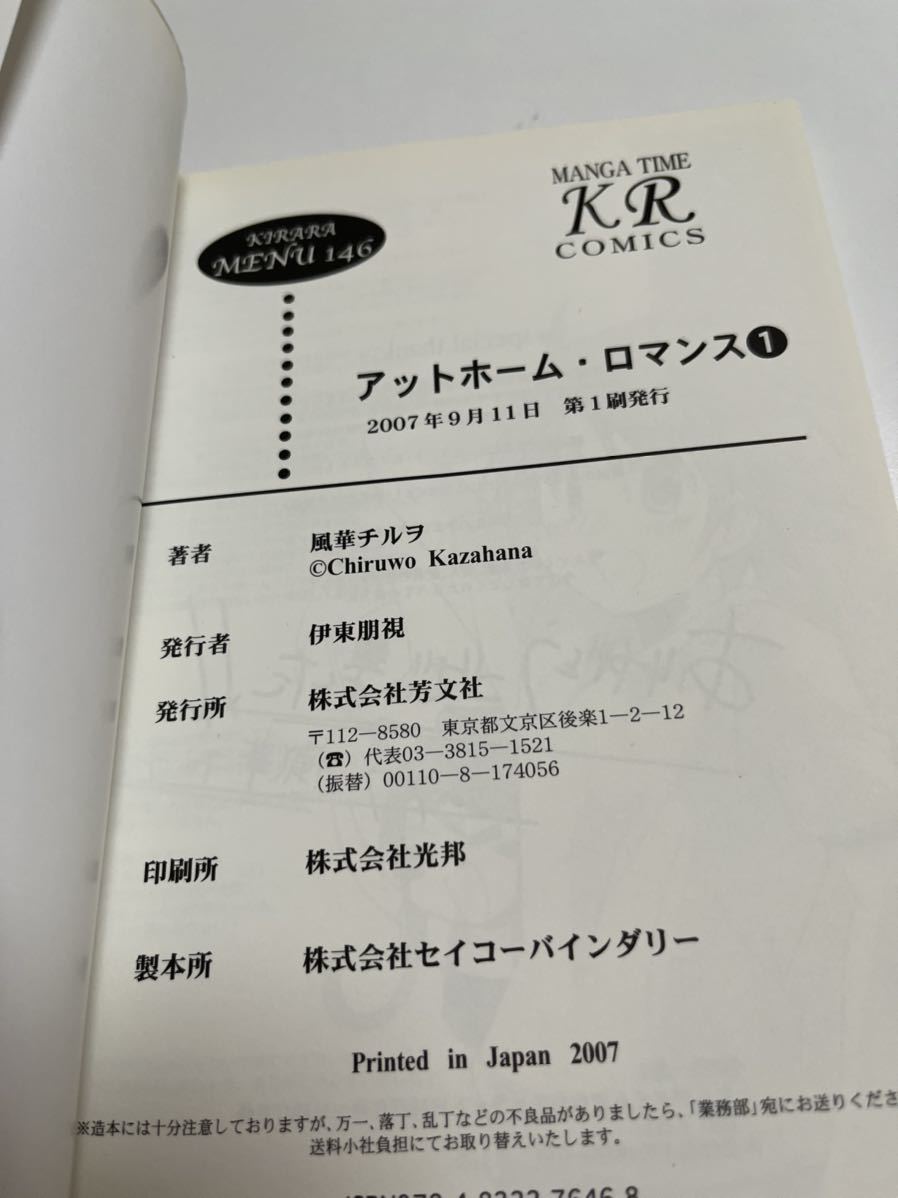 MANGA TIME
KR
COMICS
KIRARA
MENU 146
アットホーム・ロマンス❶
2007年9月11日　第1刷発行
著者　風華チルヲ
©Chiruwo Kazahana
発行者　伊東朋視
発行所　株式会社芳文社
〒112―8580　東京都文京区後楽1―2―12
（☎）代表03―3815―1521
（振替）00110―8―174056
印刷所　株式会社光邦
製本所　株式会社セイコーバインダリー
Printed in Japan 2007
※造本には十分注意しておりますが、万一、落丁、乱丁などの不良品がありましたら、「業務部」宛にお送りくださ
送料小社負担にてお取り替えいたします。